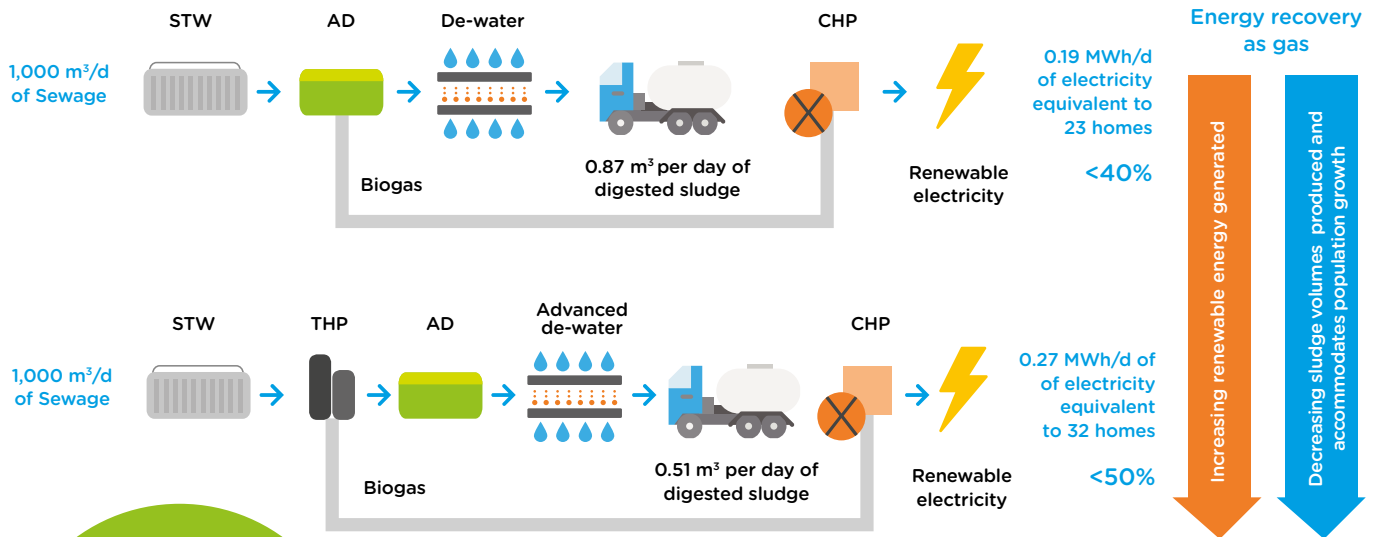 STW
AD
De-water
CHP
Energy recovery
as gas
1,000 m³/d
of Sewage
0.19 MWh/d
of electricity
equivalent to
23 homes
<40%
Biogas
0.87 m³ per day of
digested sludge
Renewable
electricity
STW
THP
AD
Advanced
de-water
CHP
1,000 m³/d
of Sewage
0.27 MWh/d of
of electricity
equivalent
to 32 homes
<50%
Biogas
0.51 m³ per day of
digested sludge
Renewable
electricity
Increasing renewable energy generated
Decreasing sludge volumes produced and
accommodates population growth